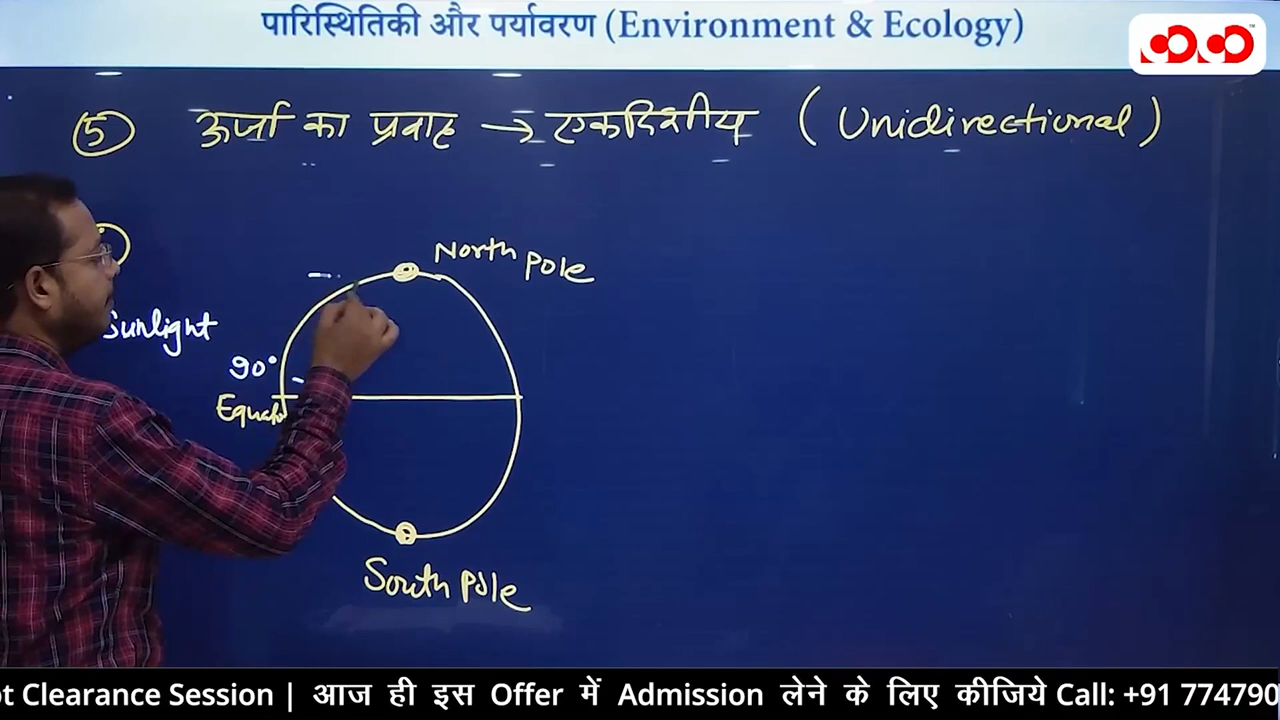 पारिस्थितिकी और पर्यावरण (Environment & Ecology)
5 ऊर्जा का प्रवाह → एकदिशीय (Unidirectional)
North Pole
Sunlight
90°
South Pole
Clearance Session | आज ही इस Offer में Admission लेने के लिए कीजिये Call: +91 774790